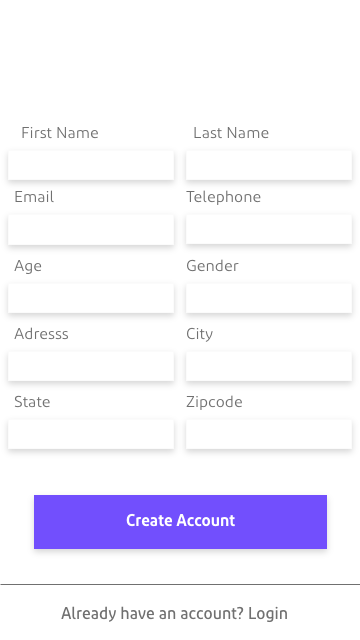 First Name Last Name
Email Telephone
Age Gender
Adresss City
State Zipcode
Create Account
Already have an account? Login